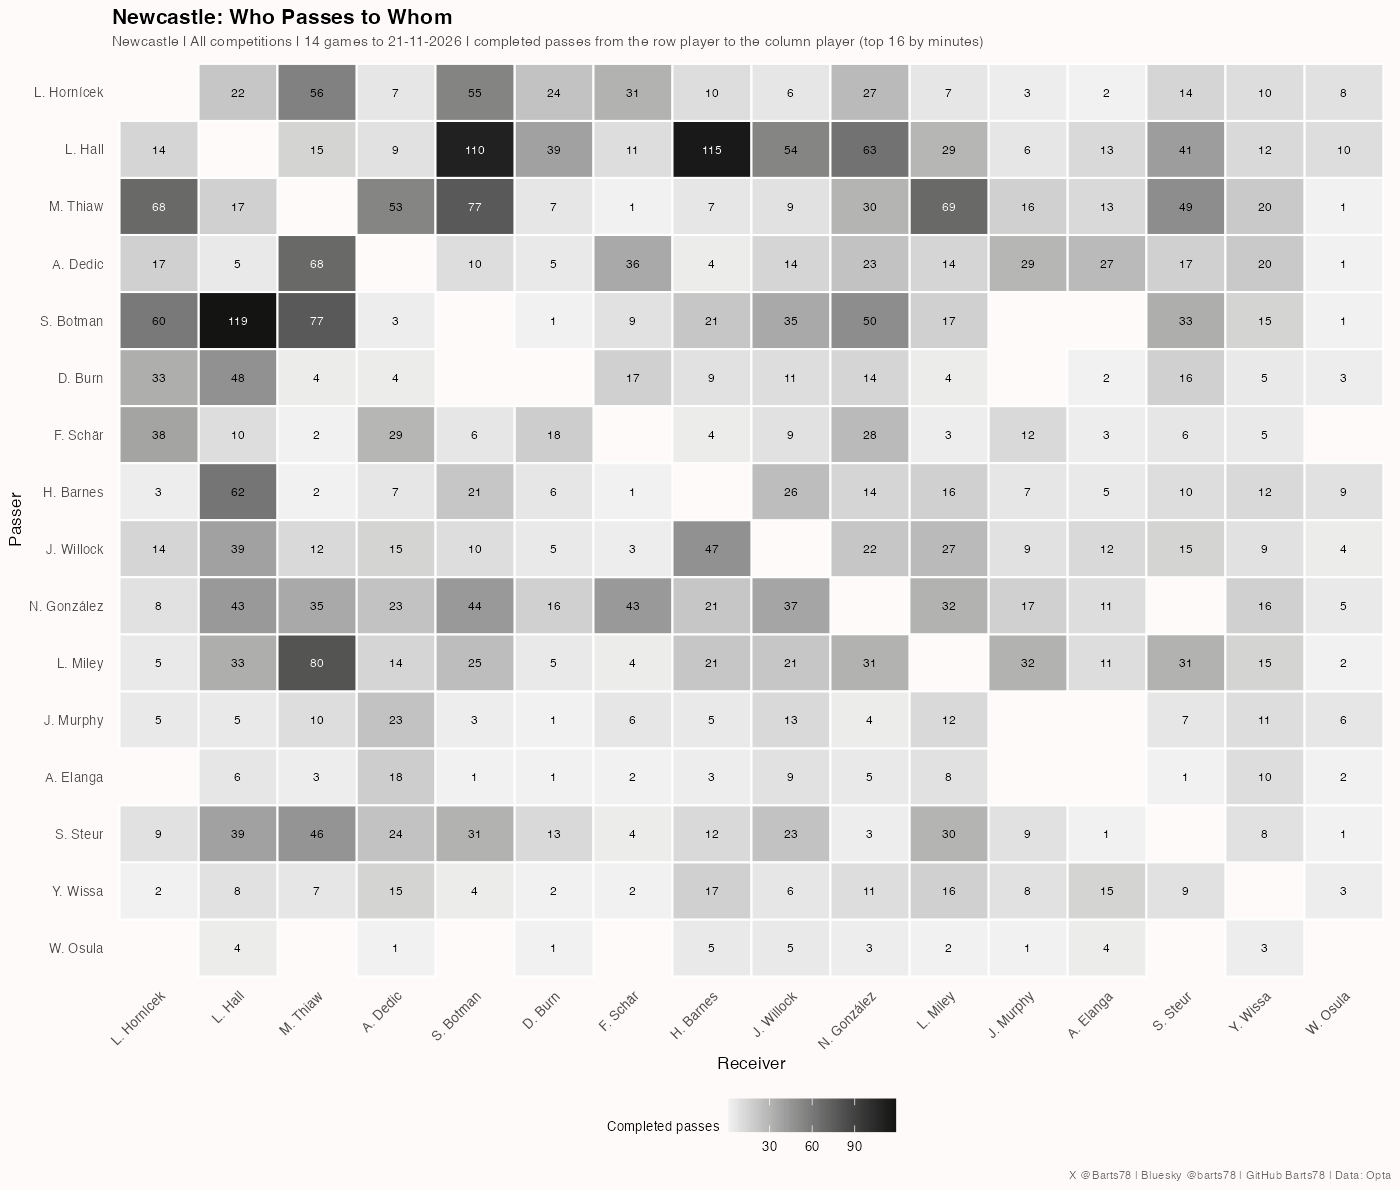 Newcastle: Who Passes to Whom
Newcastle | All competitions | 14 games to 21-11-2026 | completed passes from the row player to the column player (top 16 by minutes)
L. Hornícek 22 56 7 55 24 31 10 6 27 7 3 2 14 10 8
L. Hall 14 15 9 110 39 11 115 54 63 29 6 13 41 12 10
M. Thiaw 68 17 53 77 7 1 7 9 30 69 16 13 49 20 1
A. Dedic 17 5 68 10 5 36 4 14 23 14 29 27 17 20 1
S. Botman 60 119 77 3 1 9 21 35 50 17 33 15 1
D. Burn 33 48 4 4 17 9 11 14 4 2 16 5 3
F. Schär 38 10 2 29 6 18 4 9 28 3 12 3 6 5
H. Barnes 3 62 2 7 21 6 1 26 14 16 7 5 10 12 9
J. Willock 14 39 12 15 10 5 3 47 22 27 9 12 15 9 4
N. González 8 43 35 23 44 16 43 21 37 32 17 11 16 5
L. Miley 5 33 80 14 25 5 4 21 21 31 32 11 31 15 2
J. Murphy 5 5 10 23 3 1 6 5 13 4 12 7 11 6
A. Elanga 6 3 18 1 1 2 3 9 5 8 1 10 2
S. Steur 9 39 46 24 31 13 4 12 23 3 30 9 1 8 1
Y. Wissa 2 8 7 15 4 2 2 17 6 11 16 8 15 9 3
W. Osula 4 1 1 5 5 3 2 1 4 3
Passer
L. Hornícek L. Hall M. Thiaw A. Dedic S. Botman D. Burn F. Schär H. Barnes J. Willock N. González L. Miley J. Murphy A. Elanga S. Steur Y. Wissa W. Osula
Receiver
Completed passes
30 60 90
X @Barts78 | Bluesky @barts78 | GitHub Barts78 | Data: Opta